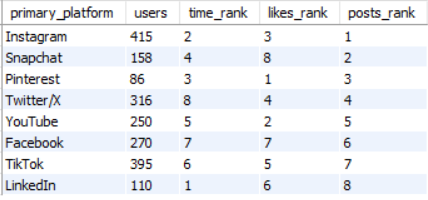 primary_platform users time_rank likes_rank posts_rank
Instagram 415 2 3 1
Snapchat 158 4 8 2
Pinterest 86 3 1 3
Twitter/X 316 8 4 4
YouTube 250 5 2 5
Facebook 270 7 7 6
TikTok 395 6 5 7
LinkedIn 110 1 6 8